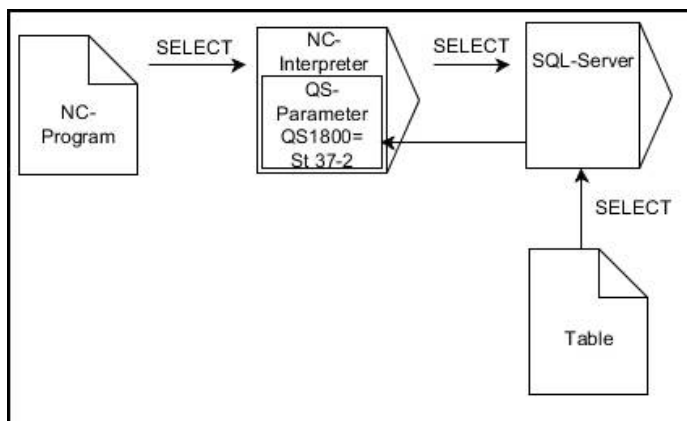 NC-
Program
SELECT
NC-
Interpreter
QS-
Parameter
QS1800=
St 37-2
SELECT
SQL-Server
SELECT
Table